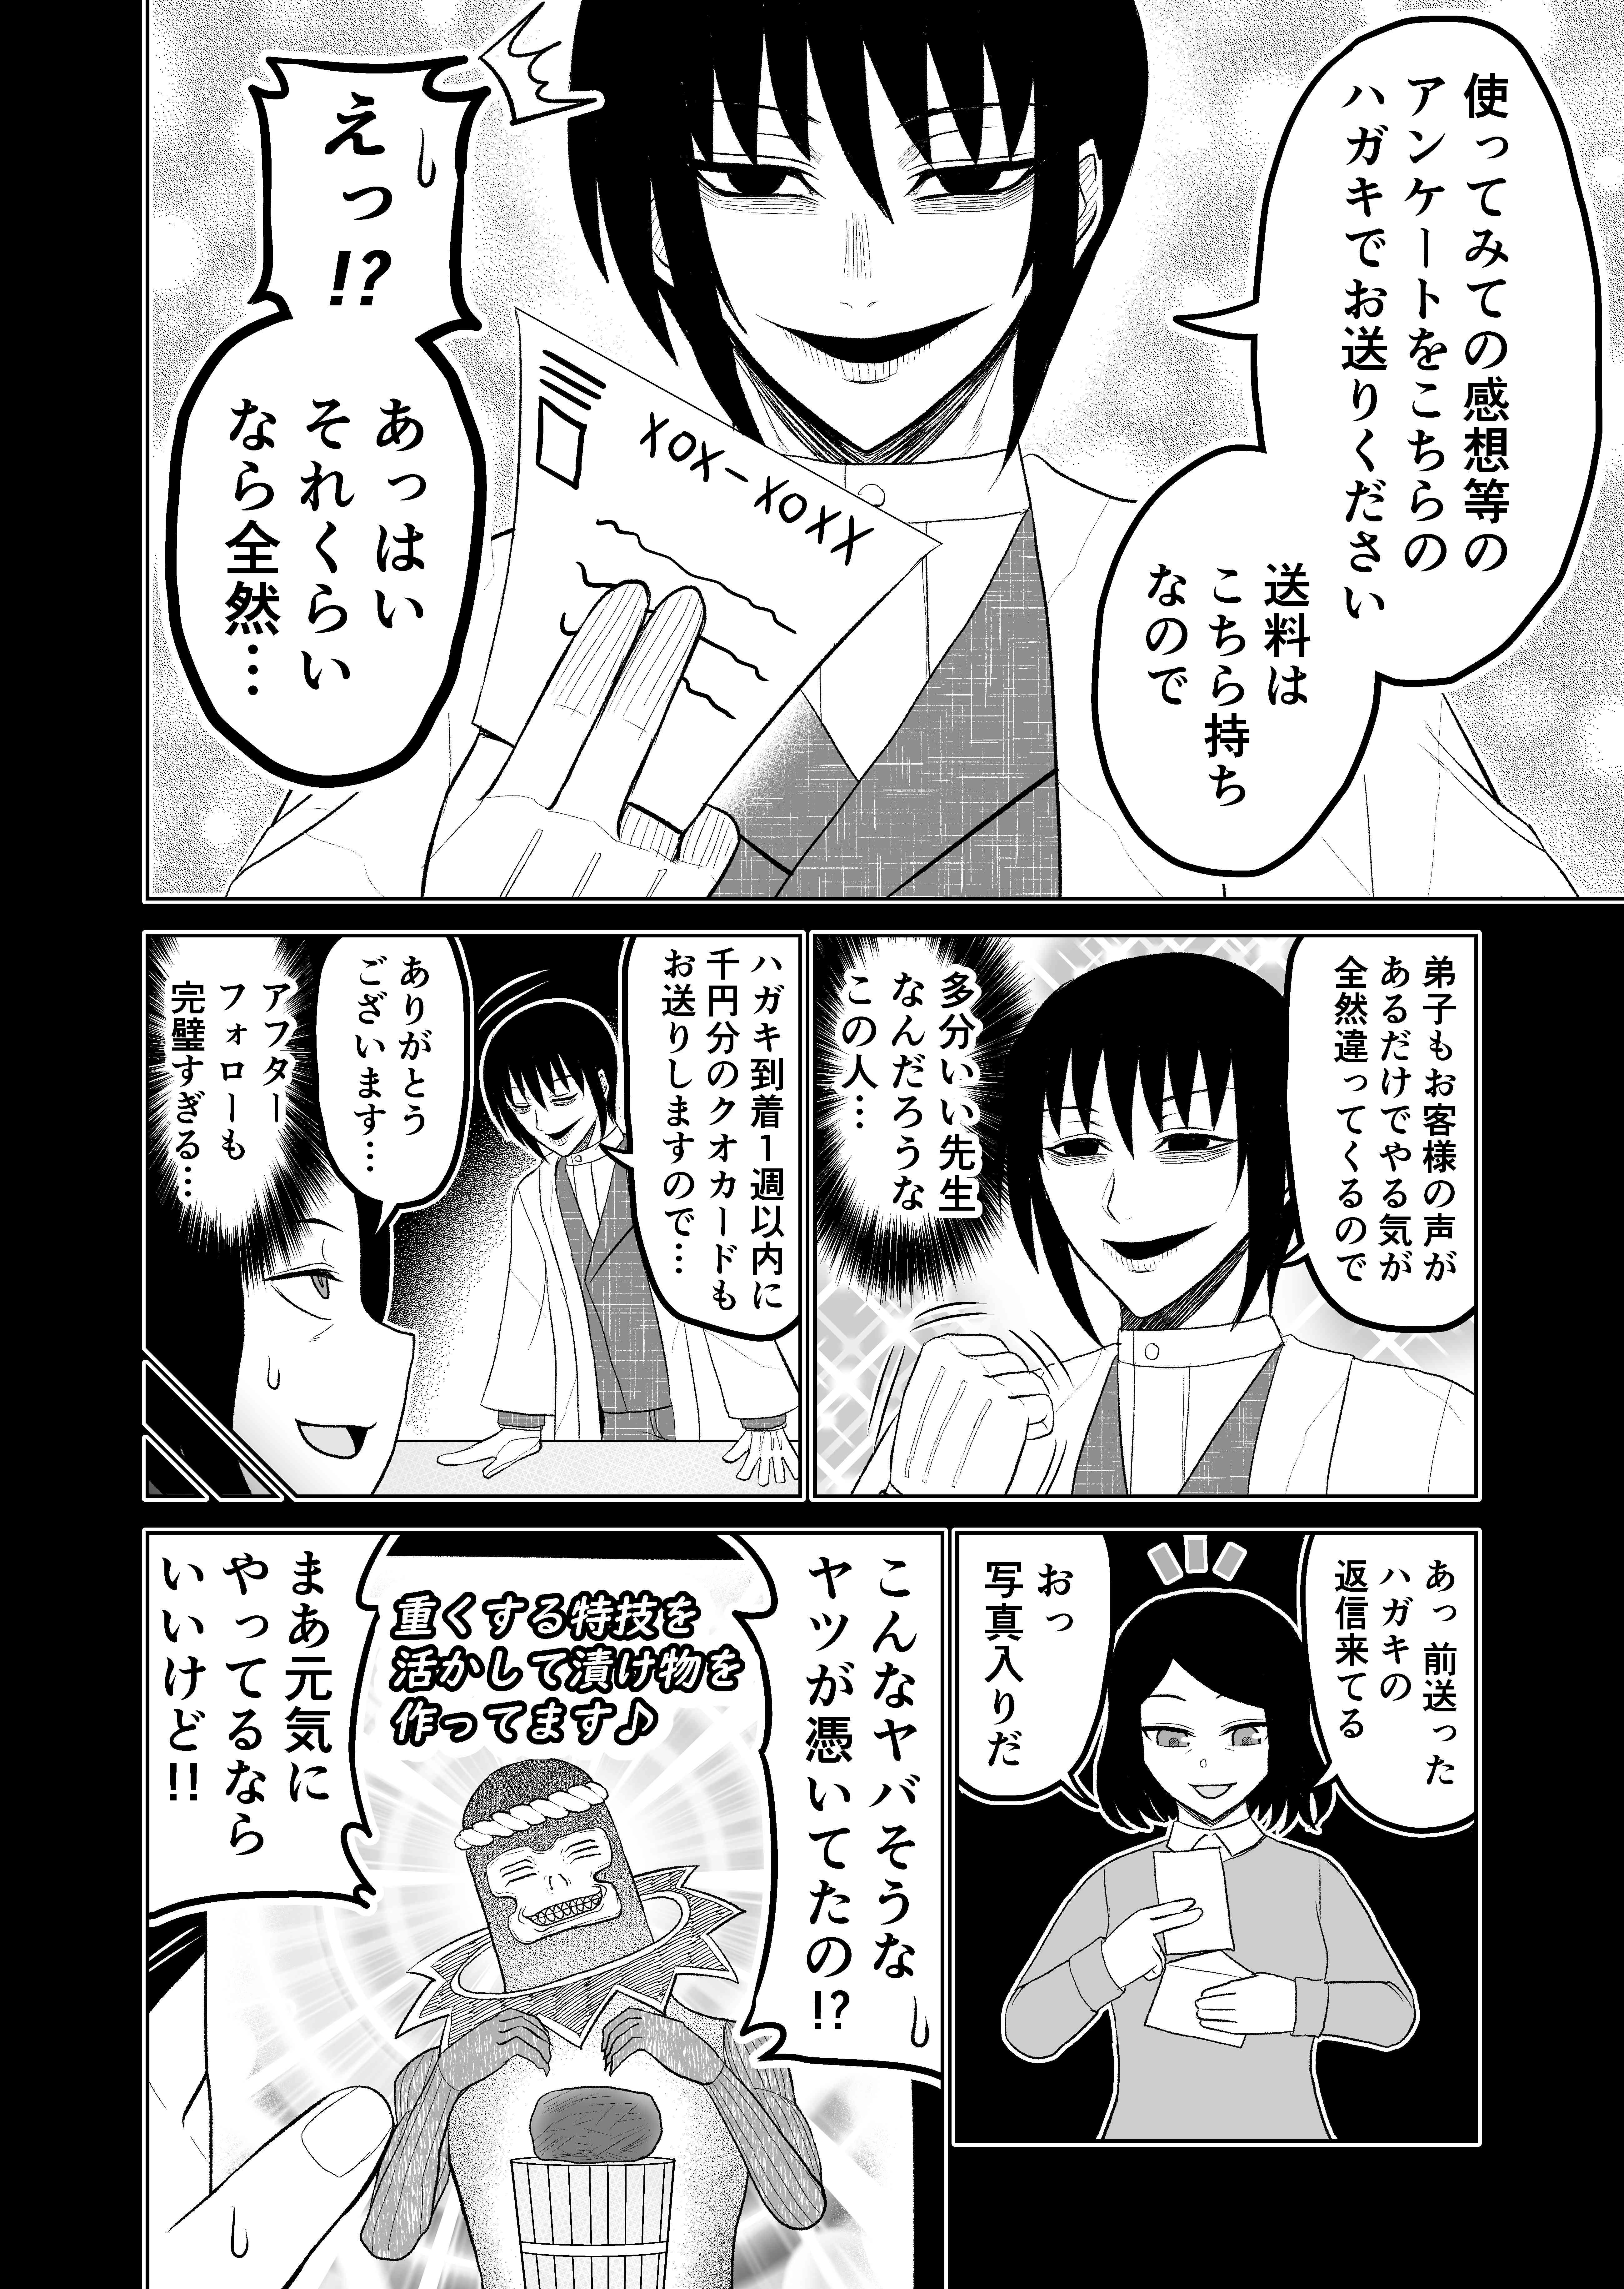 使ってみての感想等の
アンケートをこちらの
ハガキでお送りください
送料は
こちら持ち
なので
えっ!?
あっはい
それくらい
なら全然…
XOX-XOXX
弟子もお客様の声が
あるだけでやる気が
全然違ってくるので
多分いい先生
なんだろうな
この人…
ハガキ到着1週以内に
千円分のクオカードも
お送りしますので…
ありがとう
ございます…
アフター
フォローも
完璧すぎる…
あっ前送った
ハガキの
返信来てる
おっ
写真入りだ
こんなヤバそうな
ヤツが憑いてたの!?
重くする特技を
活かして漬け物を
作ってます♪
まあ元気に
やってるなら
いいけど!!